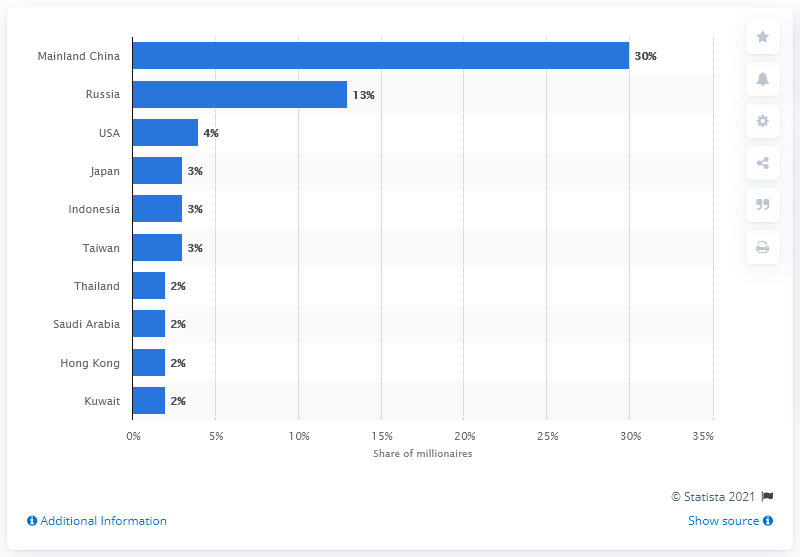 Mainland China 30%
Russia 13%
USA 4%
Japan 3%
Indonesia 3%
Taiwan 3%
Thailand 2%
Saudi Arabia 2%
Hong Kong 2%
Kuwait 2%
0% 5% 10% 15% 20% 25% 30% 35%
Share of millionaires
© Statista 2021
Additional Information Show source